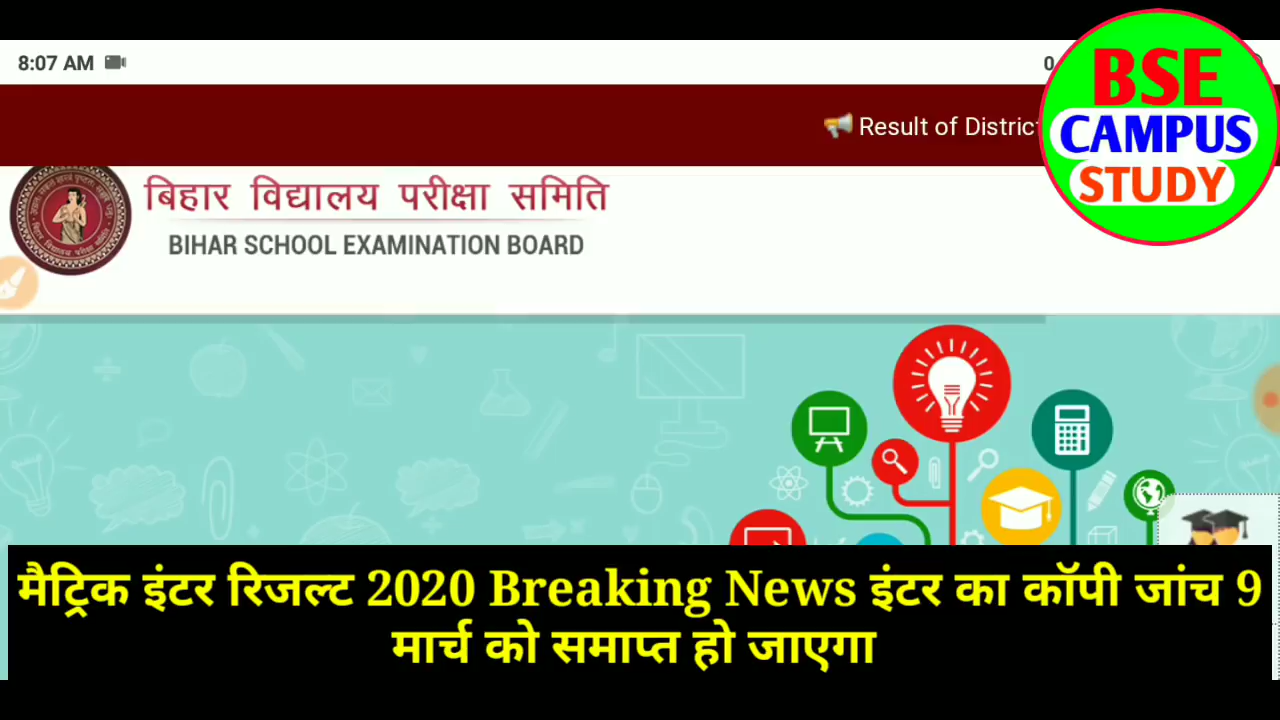 8:07 AM
BSE
CAMPUS
STUDY
📢 Result of District
बिहार विद्यालय परीक्षा समिति
BIHAR SCHOOL EXAMINATION BOARD
मैट्रिक इंटर रिजल्ट 2020 Breaking News इंटर का कॉपी जांच 9
मार्च को समाप्त हो जाएगा